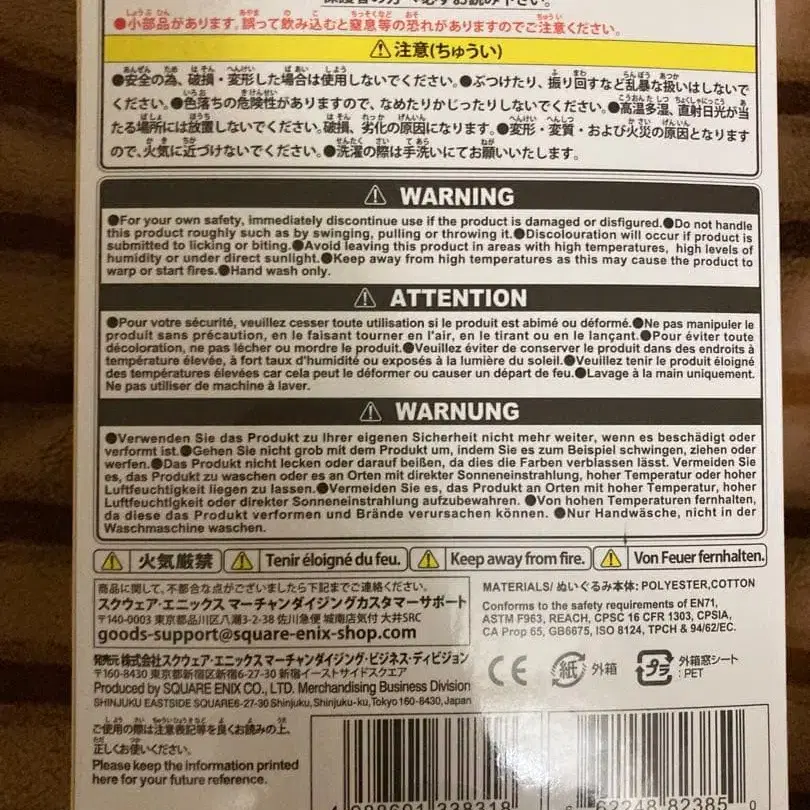 ●小部品があります。誤って飲み込むと窒息等の恐れがありますのでご注意ください。
⚠注意(ちゅうい)
●安全の為、破損・変形した場合は使用しないでください。●ぶつけたり、振り回すなど乱暴な扱いはしないで
ください。●色落ちの危険性がありますので、なめたりかじったりしないでください。●高温多湿、直射日光が当
たる場所には放置しないでください。破損、劣化の原因になります。●変形・変質・および火災の原因となります
ので、火気に近づけないでください。●洗濯の際は手洗いにてお願いいたします。
⚠ WARNING
●For your own safety, immediately discontinue use if the product is damaged or disfigured.●Do not handle
this product roughly such as by swinging, pulling or throwing it.●Discolouration will occur if product is
submitted to licking or biting.●Avoid leaving this product in areas with high temperatures, high levels of
humidity or under direct sunlight.●Keep away from high temperatures as this may cause the product to
warp or start fires.●Hand wash only.
⚠ ATTENTION
●Pour votre sécurité, veuillez cesser toute utilisation si le produit est abimé ou déformé.●Ne pas manipuler le
produit sans précaution, en le faisant tourner en l'air, en le tirant ou en le lançant.●Pour éviter toute
décoloration, ne pas lécher ou mordre le produit.●Veuillez éviter de conserver le produit dans des endroits à
température élevée, à fort taux d'humidité ou exposés à la lumière du soleil.●Veuillez tenir le produit éloigné
des températures élevées car cela peut le déformer ou causer un départ de feu.●Lavage à la main uniquement.
Ne pas utiliser de machine à laver.
⚠ WARNUNG
●Verwenden Sie das Produkt zu Ihrer eigenen Sicherheit nicht mehr weiter, wenn es beschädigt oder
verformt ist.●Gehen Sie nicht grob mit dem Produkt um, indem Sie es zum Beispiel schwingen, ziehen oder
werfen.●Das Produkt nicht lecken oder darauf beißen, da dies die Farben verblassen lässt. Vermeiden Sie
es, das Produkt zu waschen oder es an Orten mit direkter Sonneneinstrahlung, hoher Temperatur oder hoher
Luftfeuchtigkeit liegen zu lassen.●Vermeiden Sie es, das Produkt an Orten mit hoher Temperatur, hoher
Luftfeuchtigkeit oder direkter Sonneneinstrahlung aufzubewahren. ●Von hohen Temperaturen fernhalten,
da diese das Produkt verformen und Brände verursachen können. ●Nur Handwäsche, nicht in der
Waschmaschine waschen.
⚠ 火気厳禁 ⚠ Tenir éloigné du feu. ⚠ Keep away from fire. ⚠ Von Feuer fernhalten.
商品に関して、不都合な点がございましたら下記までご連絡ください。
スクウェア・エニックス マーチャンダイジングカスタマーサポート
〒140-0003 東京都品川区八潮3-2-38 佐川急便 城南店気付 大井SRC
goods-support@square-enix-shop.com
MATERIALS/ ぬいぐるみ本体: POLYESTER,COTTON
Conforms to the safety requirements of EN71,
ASTM F963, REACH, CPSC 16 CFR 1303, CPSIA,
CA Prop 65, GB6675, ISO 8124, TPCH & 94/62/EC.
発売元 株式会社スクウェア・エニックス マーチャンダイジング・ビジネス・ディビジョン
〒160-8430 東京都新宿区新宿6-27-30 新宿イーストサイドスクエア
Produced by SQUARE ENIX CO., LTD. Merchandising Business Division
SHINJUKU EASTSIDE SQUARE6-27-30 Shinjuku, Shinjuku-ku,Tokyo 160-8430, Japan
CE 紙 外箱 プラ 外箱窓シート
:PET
ご使用の際は注意表記等を良くお読みの上、
正しくお使いください。
Please keep the information printed
here for your future reference.
4 988601 338318
6 62248 82385 0